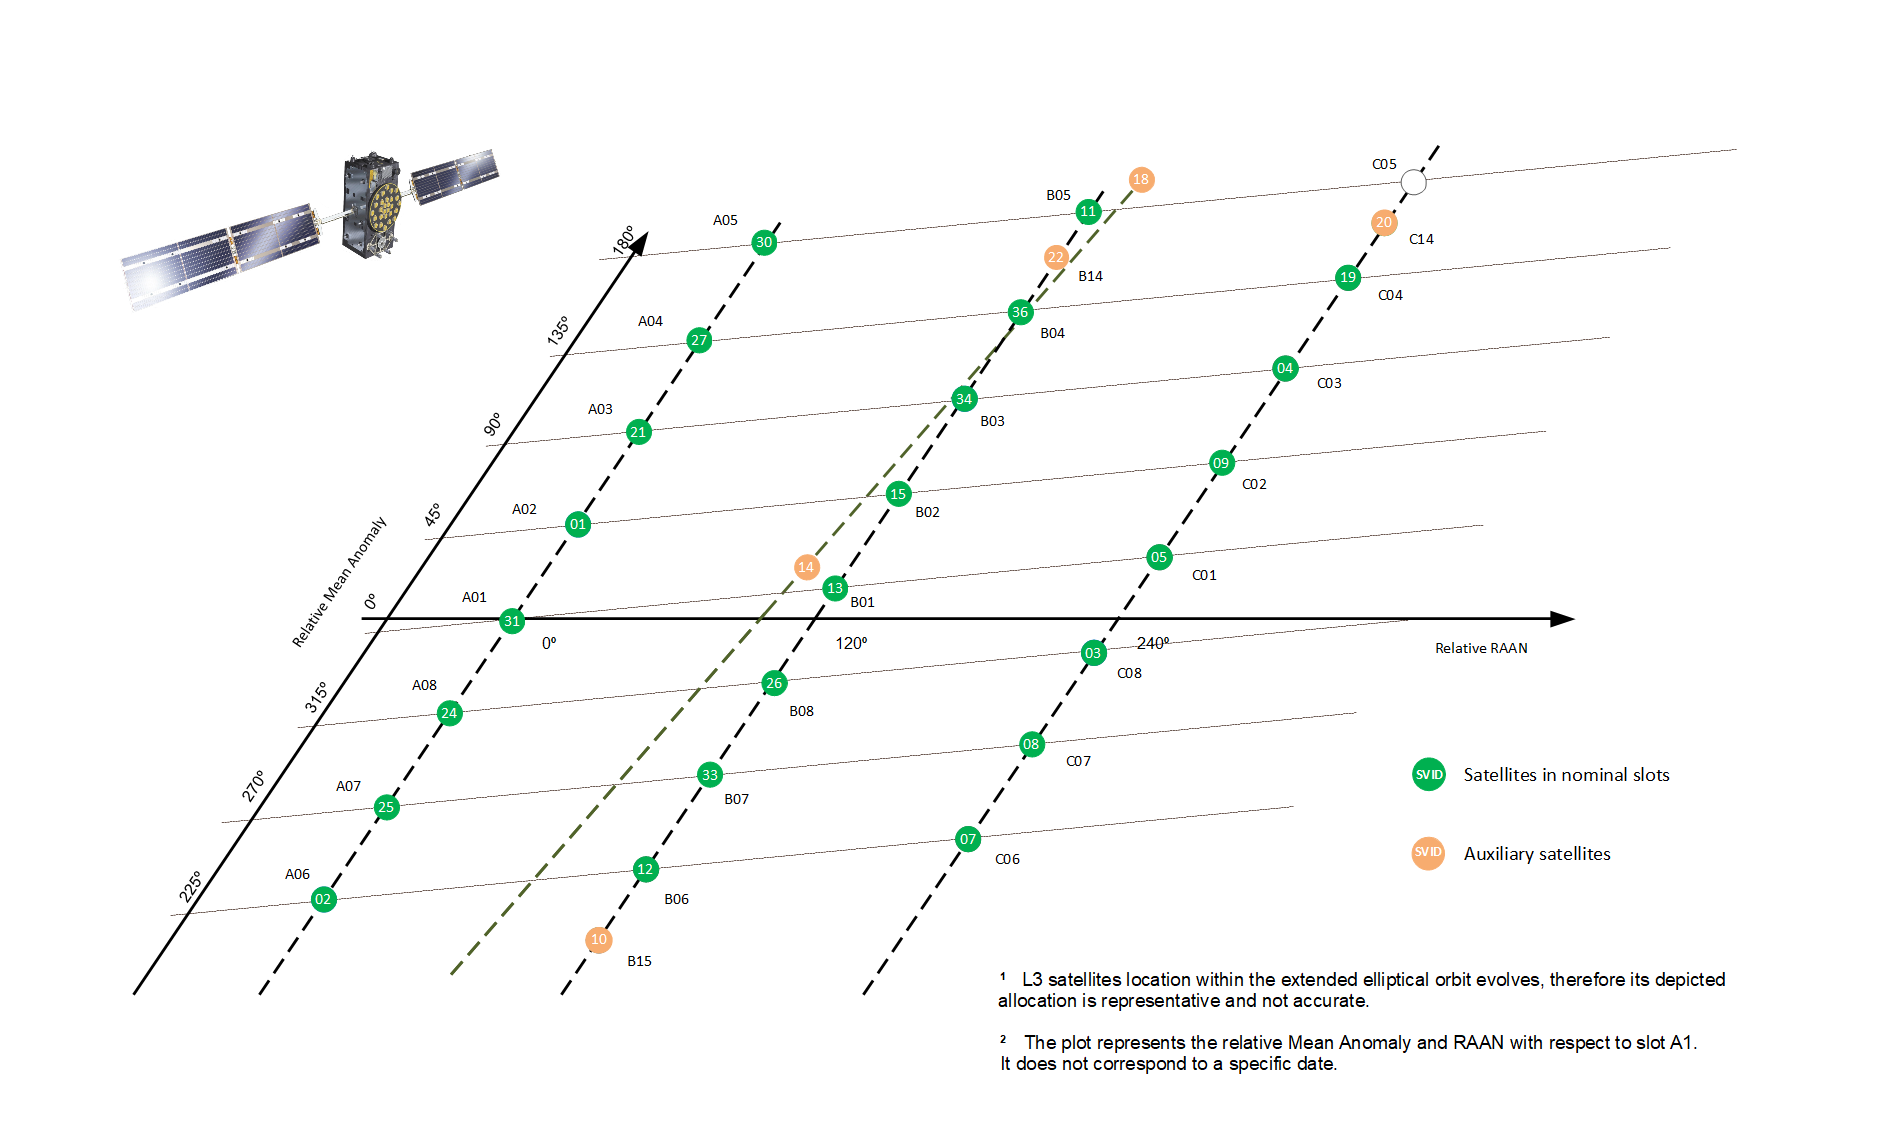 C05
18
B05
11
20
C14
A05
30
180º
22
B14
19
C04
A04
27
135º
36
B04
04
C03
A03
21
90º
34
B03
09
C02
A02
01
45º
15
B02
05
C01
14
13
B01
A01
31
0º
Relative Mean Anomaly
0º
120º
240º
Relative RAAN
03
C08
A08
24
315º
26
B08
08
C07
A07
25
270º
33
B07
07
C06
A06
02
225º
12
B06
10
B15
SVID Satellites in nominal slots
SVID Auxiliary satellites
¹ L3 satellites location within the extended elliptical orbit evolves, therefore its depicted
allocation is representative and not accurate.
² The plot represents the relative Mean Anomaly and RAAN with respect to slot A1.
It does not correspond to a specific date.